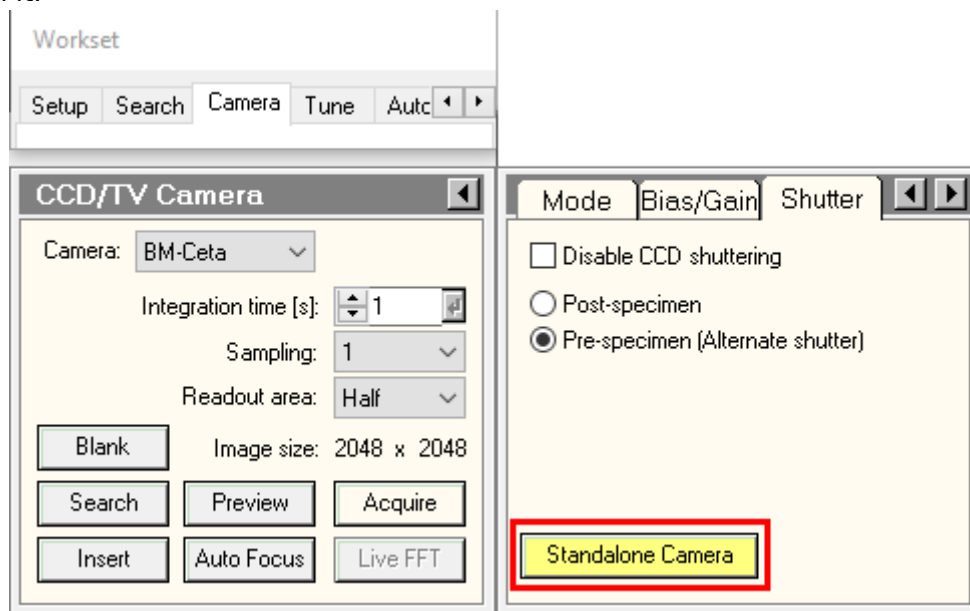 Workset
Setup Search Camera Tune
CCD/TV Camera
Camera: BM-Ceta
Integration time [s]: 1
Sampling: 1
Readout area: Half
Blank Image size: 2048 x 2048
Search Preview Acquire
Insert Auto Focus Live FFT
Mode Bias/Gain Shutter
Disable CCD shuttering
Post-specimen
Pre-specimen (Alternate shutter)
Standalone Camera